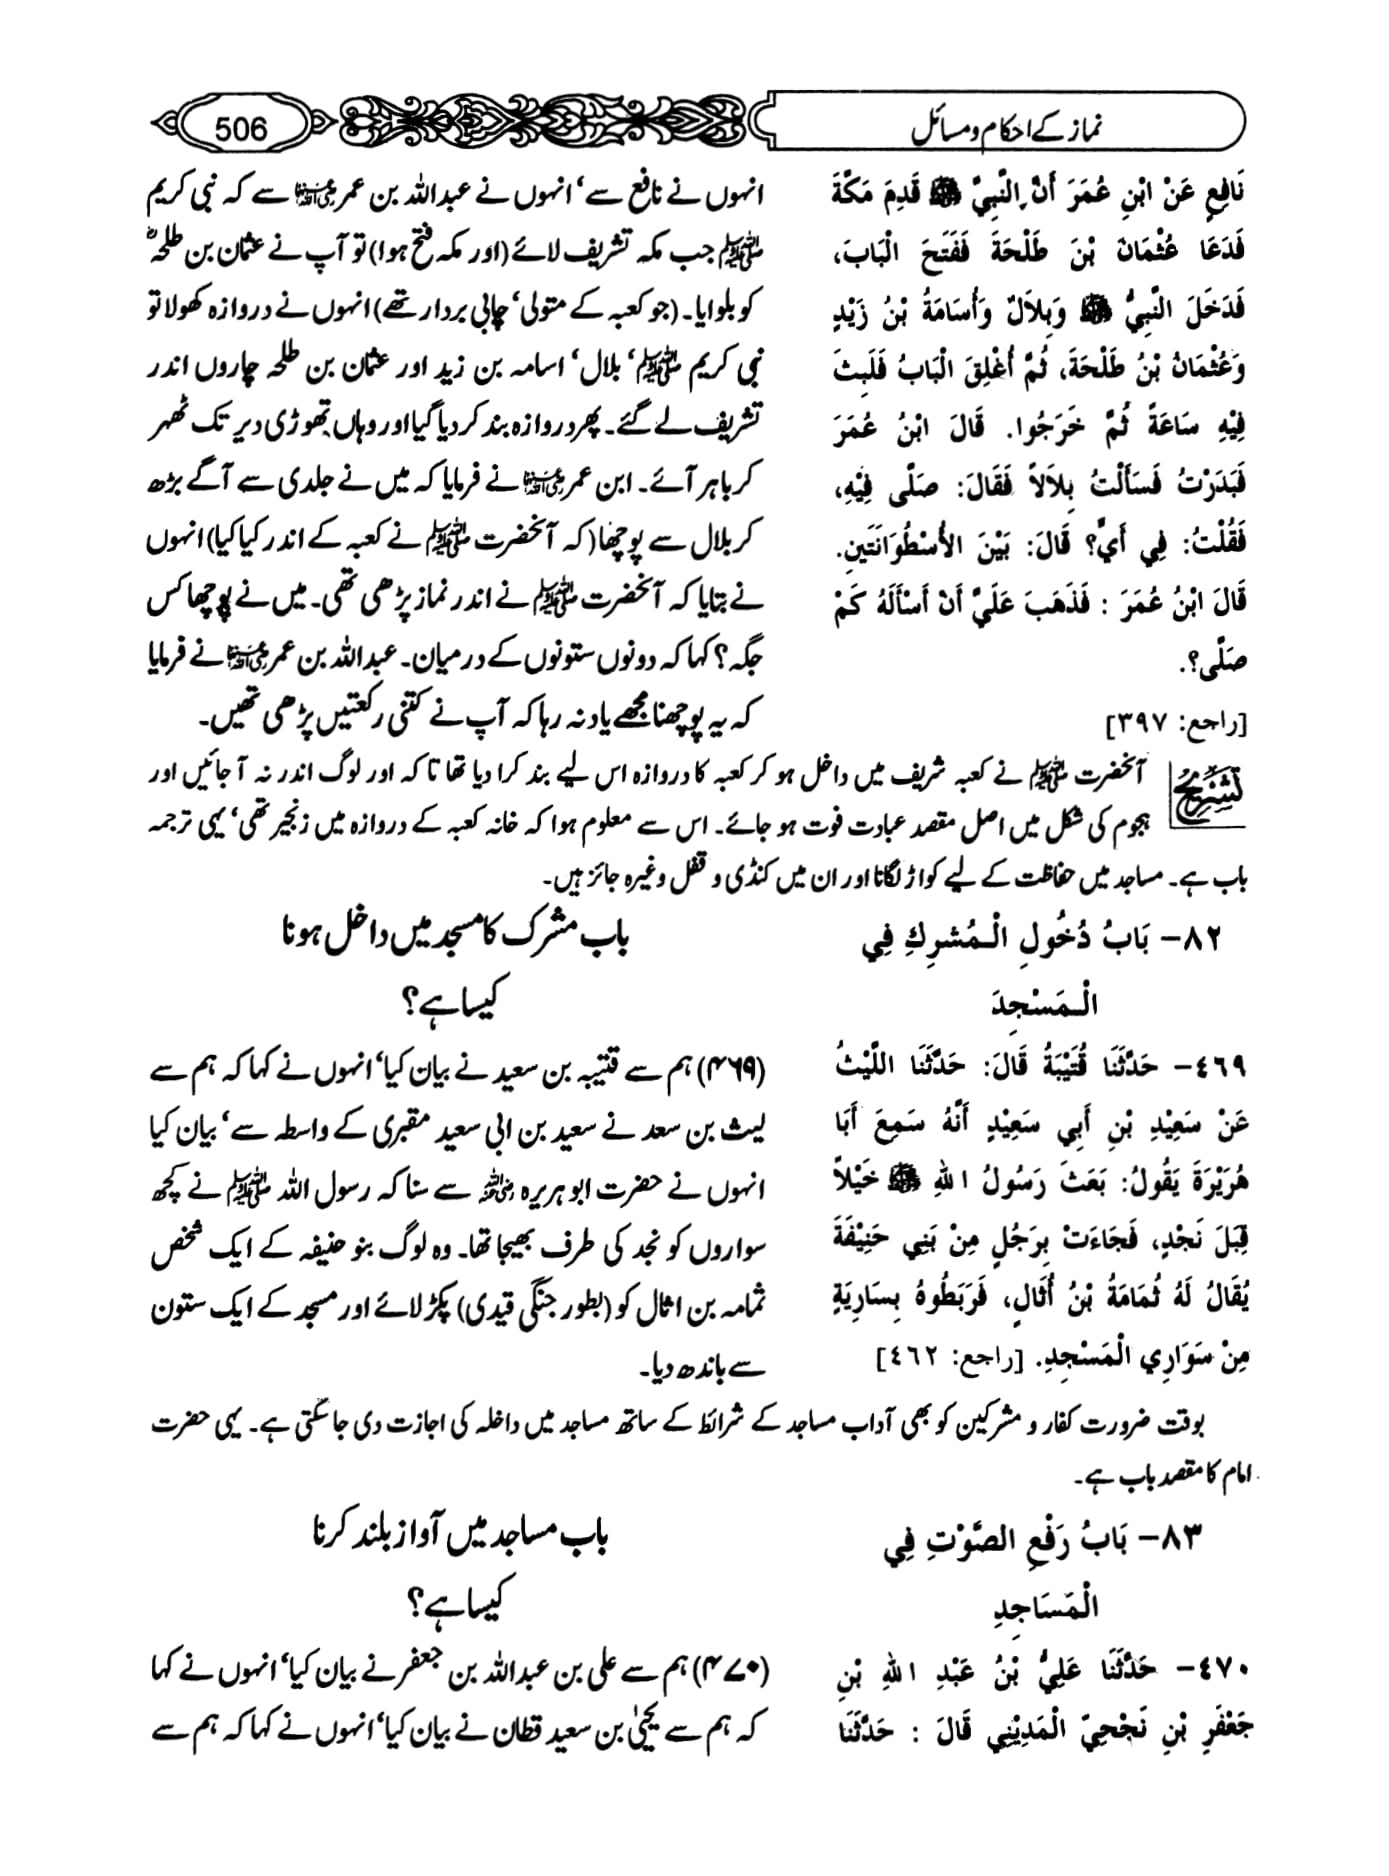 نماز کے احکام و مسائل
506
نَافِعٍ عَنْ ابْنِ عُمَرَ أَنَّ النَّبِيَّ ﷺ قَدِمَ مَكَّةَ
فَدَعَا عُثْمَانَ بْنَ طَلْحَةَ فَفَتَحَ الْبَابَ،
فَدَخَلَ النَّبِيُّ ﷺ وَبِلاَلٌ وَأُسَامَةُ بْنُ زَيْدٍ
وَعُثْمَانُ بْنُ طَلْحَةَ، ثُمَّ أُغْلِقَ الْبَابُ فَلَبِثَ
فِيْهِ سَاعَةً ثُمَّ خَرَجُوا. قَالَ ابْنُ عُمَرَ
فَبَدَرْتُ فَسَأَلْتُ بِلاَلاً فَقَالَ: صَلَّى فِيْهِ،
فَقُلْتُ: فِي أَيٍّ؟ قَالَ: بَيْنَ الأُسْطُوَانَتَينِ.
قَالَ ابْنُ عُمَرَ : فَذَهَبَ عَلَيَّ أَنْ أَسْأَلَهُ كَمْ
صَلَّى؟.
[راجع: ٣٩٧]
انہوں نے نافع سے‘ انہوں نے عبداللہ بن عمر رضی اللہ عنہما سے کہ نبی کریم
ﷺ جب مکہ تشریف لائے (اور مکہ فتح ہوا) تو آپ نے عثمان بن طلحہؓ
کو بلوایا۔ (جو کعبہ کے متولی‘ چابی بردار تھے) انہوں نے دروازہ کھولا تو
نبی کریم ﷺ‘ بلال‘ اسامہ بن زید اور عثمان بن طلحہ چاروں اندر
تشریف لے گئے۔ پھر دروازہ بند کر دیا گیا اور وہاں تھوڑی دیر تک ٹھہر
کر باہر آئے۔ ابن عمر رضی اللہ عنہما نے فرمایا کہ میں نے جلدی سے آگے بڑھ
کر بلال سے پوچھا (کہ آنحضرت ﷺ نے کعبہ کے اندر کیا کیا) انہوں
نے بتایا کہ آنحضرت ﷺ نے اندر نماز پڑھی تھی۔ میں نے پوچھا کس
جگہ؟ کہا کہ دونوں ستونوں کے درمیان۔ عبداللہ بن عمر رضی اللہ عنہما نے فرمایا
کہ یہ پوچھنا مجھے یاد نہ رہا کہ آپ نے کتنی رکعتیں پڑھی تھیں۔
تشریح
آنحضرت ﷺ نے کعبہ شریف میں داخل ہو کر کعبہ کا دروازہ اس لیے بند کرا دیا تھا تاکہ اور لوگ اندر نہ آ جائیں اور
ہجوم کی شکل میں اصل مقصد عبادت فوت ہو جائے۔ اس سے معلوم ہوا کہ خانہ کعبہ کے دروازہ میں زنجیر تھی‘ یہی ترجمہ
باب ہے۔ مساجد میں حفاظت کے لیے کواڑ لگانا اور ان میں کنڈی و قفل وغیرہ جائز ہیں۔
٨٢- بَابُ دُخُولِ الْـمُشرِكِ فِي
الْـمَسْجِدَ
باب مشرک کا مسجد میں داخل ہونا
کیسا ہے؟
٤٦٩- حَدَّثَنَا قُتَيْبَةُ قَالَ: حَدَّثَنَا اللَّيْثُ
عَنْ سَعِيْدِ بْنِ أَبِي سَعِيْدٍ أَنَّهُ سَمِعَ أَبَا
هُرَيْرَةَ يَقُولُ: بَعَثَ رَسُولُ اللهِ ﷺ خَيْلاً
قِبَلَ نَجْدٍ، فَجَاءَتْ بِرَجُلٍ مِنْ بَنِي حَنِيْفَةَ
يُقَالُ لَهُ ثُمَامَةُ بْنُ أُثَالٍ، فَرَبَطُوهُ بِسَارِيَةٍ
مِنْ سَوَارِي الْمَسْجِدِ. [راجع: ٤٦٢]
(۴۶۹) ہم سے قتیبہ بن سعید نے بیان کیا‘ انہوں نے کہا کہ ہم سے
لیث بن سعد نے سعید بن ابی سعید مقبری کے واسطہ سے‘ بیان کیا
انہوں نے حضرت ابو ہریرہ رضی اللہ عنہ سے سنا کہ رسول اللہ ﷺ نے کچھ
سواروں کو نجد کی طرف بھیجا تھا۔ وہ لوگ بنو حنیفہ کے ایک شخص
ثمامہ بن اثال کو (بطور جنگی قیدی) پکڑ لائے اور مسجد کے ایک ستون
سے باندھ دیا۔
بوقت ضرورت کفار و مشرکین کو بھی آداب مساجد کے شرائط کے ساتھ مساجد میں داخلہ کی اجازت دی جا سکتی ہے۔ یہی حضرت
امام کا مقصد باب ہے۔
٨٣- بَابُ رَفْعِ الصَّوْتِ فِي
الْمَسَاجِدِ
باب مساجد میں آواز بلند کرنا
کیسا ہے؟
٤٧٠- حَدَّثَنَا عَلِيُّ بْنُ عَبْدِ اللهِ بْنِ
جَعْفَرِ بْنِ نَجْحِيّ الْمَدِيْنِي قَالَ : حَدَّثَنَا
(۴۷۰) ہم سے علی بن عبداللہ بن جعفر نے بیان کیا‘ انہوں نے کہا
کہ ہم سے یحییٰ بن سعید قطان نے بیان کیا‘ انہوں نے کہا کہ ہم سے